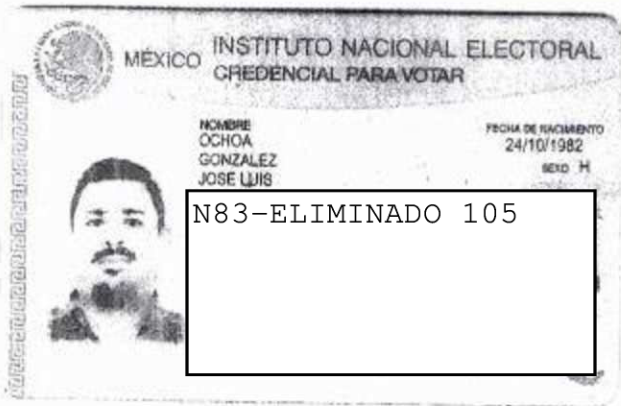 MÉXICO INSTITUTO NACIONAL ELECTORAL
CREDENCIAL PARA VOTAR
NOMBRE
OCHOA
GONZALEZ
JOSE LUIS
FECHA DE NACIMIENTO
24/10/1982
SEXO H
N83-ELIMINADO 105